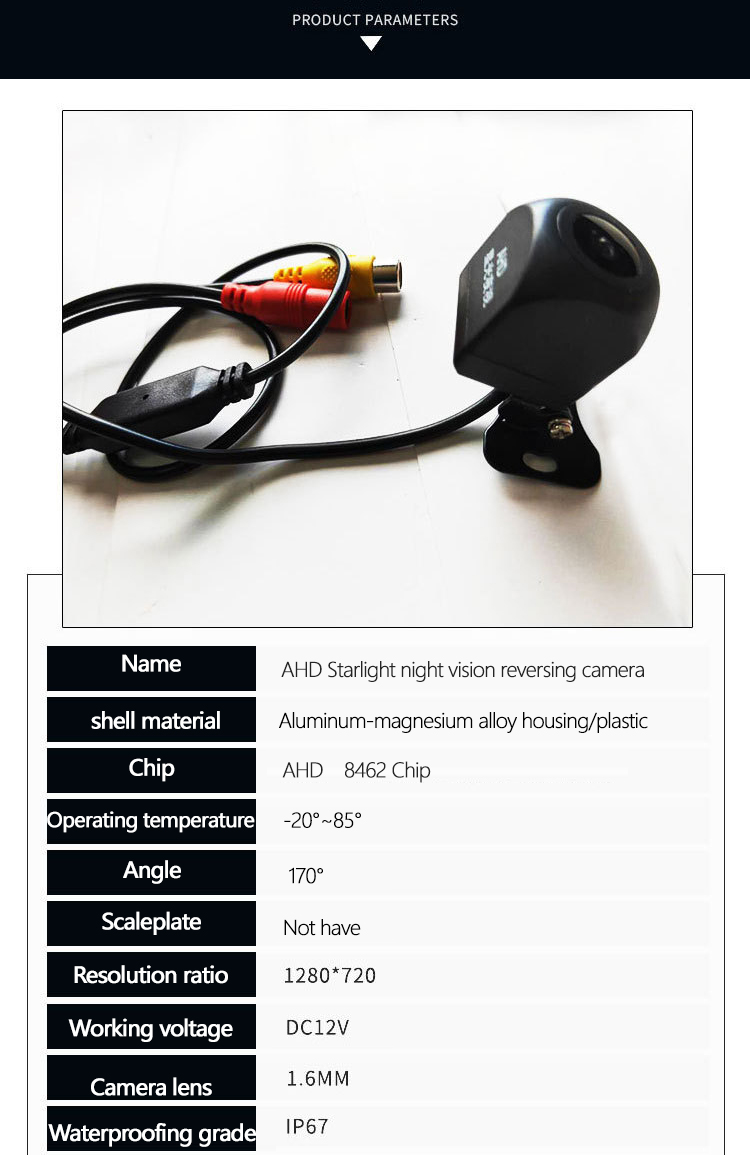 PRODUCT PARAMETERS
AHD
Name
AHD Starlight night vision reversing camera
shell material
Aluminum-magnesium alloy housing/plastic
Chip
AHD 8462 Chip
Operating temperature
-20°~85°
Angle
170°
Scaleplate
Not have
Resolution ratio
1280*720
Working voltage
DC12V
Camera lens
1.6MM
Waterproofing grade
IP67